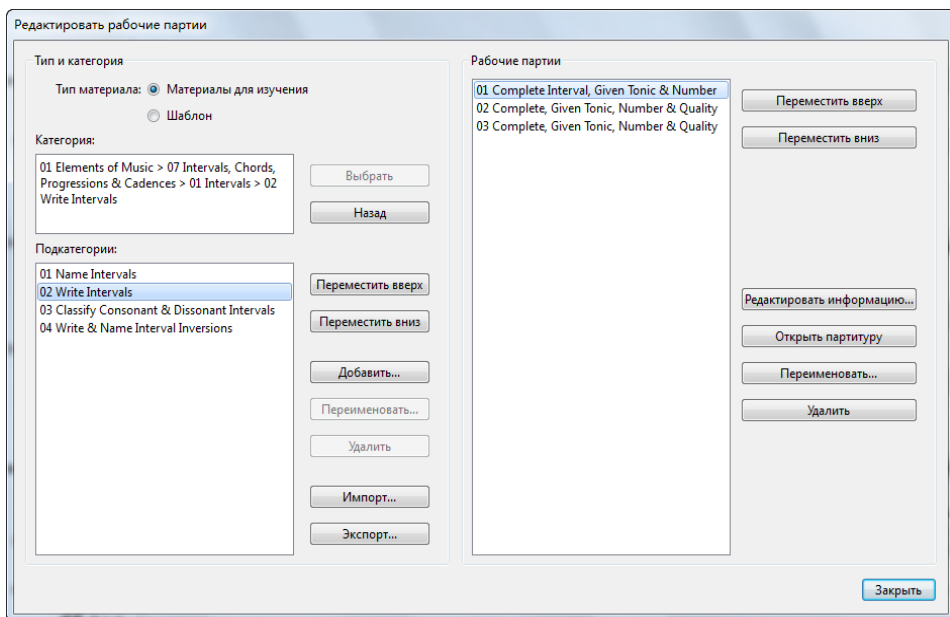 Редактировать рабочие партии
Тип и категория
Тип материала: Материалы для изучения
Шаблон
Категория:
01 Elements of Music > 07 Intervals, Chords,
Progressions & Cadences > 01 Intervals > 02
Write Intervals
Выбрать
Назад
Подкатегории:
01 Name Intervals
02 Write Intervals
03 Classify Consonant & Dissonant Intervals
04 Write & Name Interval Inversions
Переместить вверх
Переместить вниз
Добавить...
Переименовать...
Удалить
Импорт...
Экспорт...
Рабочие партии
01 Complete Interval, Given Tonic & Number
02 Complete, Given Tonic, Number & Quality
03 Complete, Given Tonic, Number & Quality
Переместить вверх
Переместить вниз
Редактировать информацию...
Открыть партитуру
Переименовать...
Удалить
Закрыть